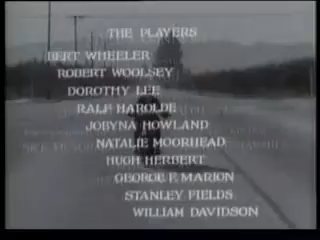 THE PLAYERS
BERT WHEELER
ROBERT WOOLSEY
DOROTHY LEE
RALF HAROLDE
JOBYNA HOWLAND
NATALIE MOORHEAD
HUGH HERBERT
GEORGE F. MARION
STANLEY FIELDS
WILLIAM DAVIDSON